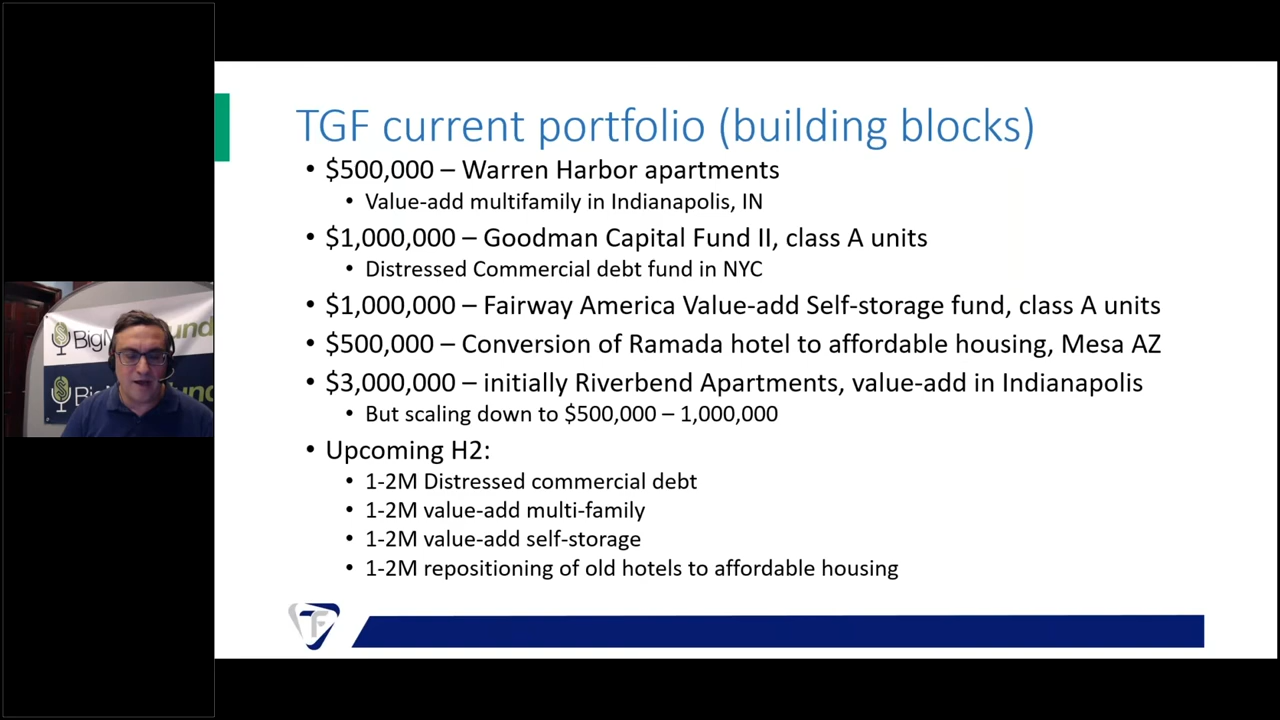 TGF current portfolio (building blocks)
• $500,000 – Warren Harbor apartments
• Value-add multifamily in Indianapolis, IN
• $1,000,000 – Goodman Capital Fund II, class A units
• Distressed Commercial debt fund in NYC
• $1,000,000 – Fairway America Value-add Self-storage fund, class A units
• $500,000 – Conversion of Ramada hotel to affordable housing, Mesa AZ
• $3,000,000 – initially Riverbend Apartments, value-add in Indianapolis
• But scaling down to $500,000 – 1,000,000
• Upcoming H2:
• 1-2M Distressed commercial debt
• 1-2M value-add multi-family
• 1-2M value-add self-storage
• 1-2M repositioning of old hotels to affordable housing
TF